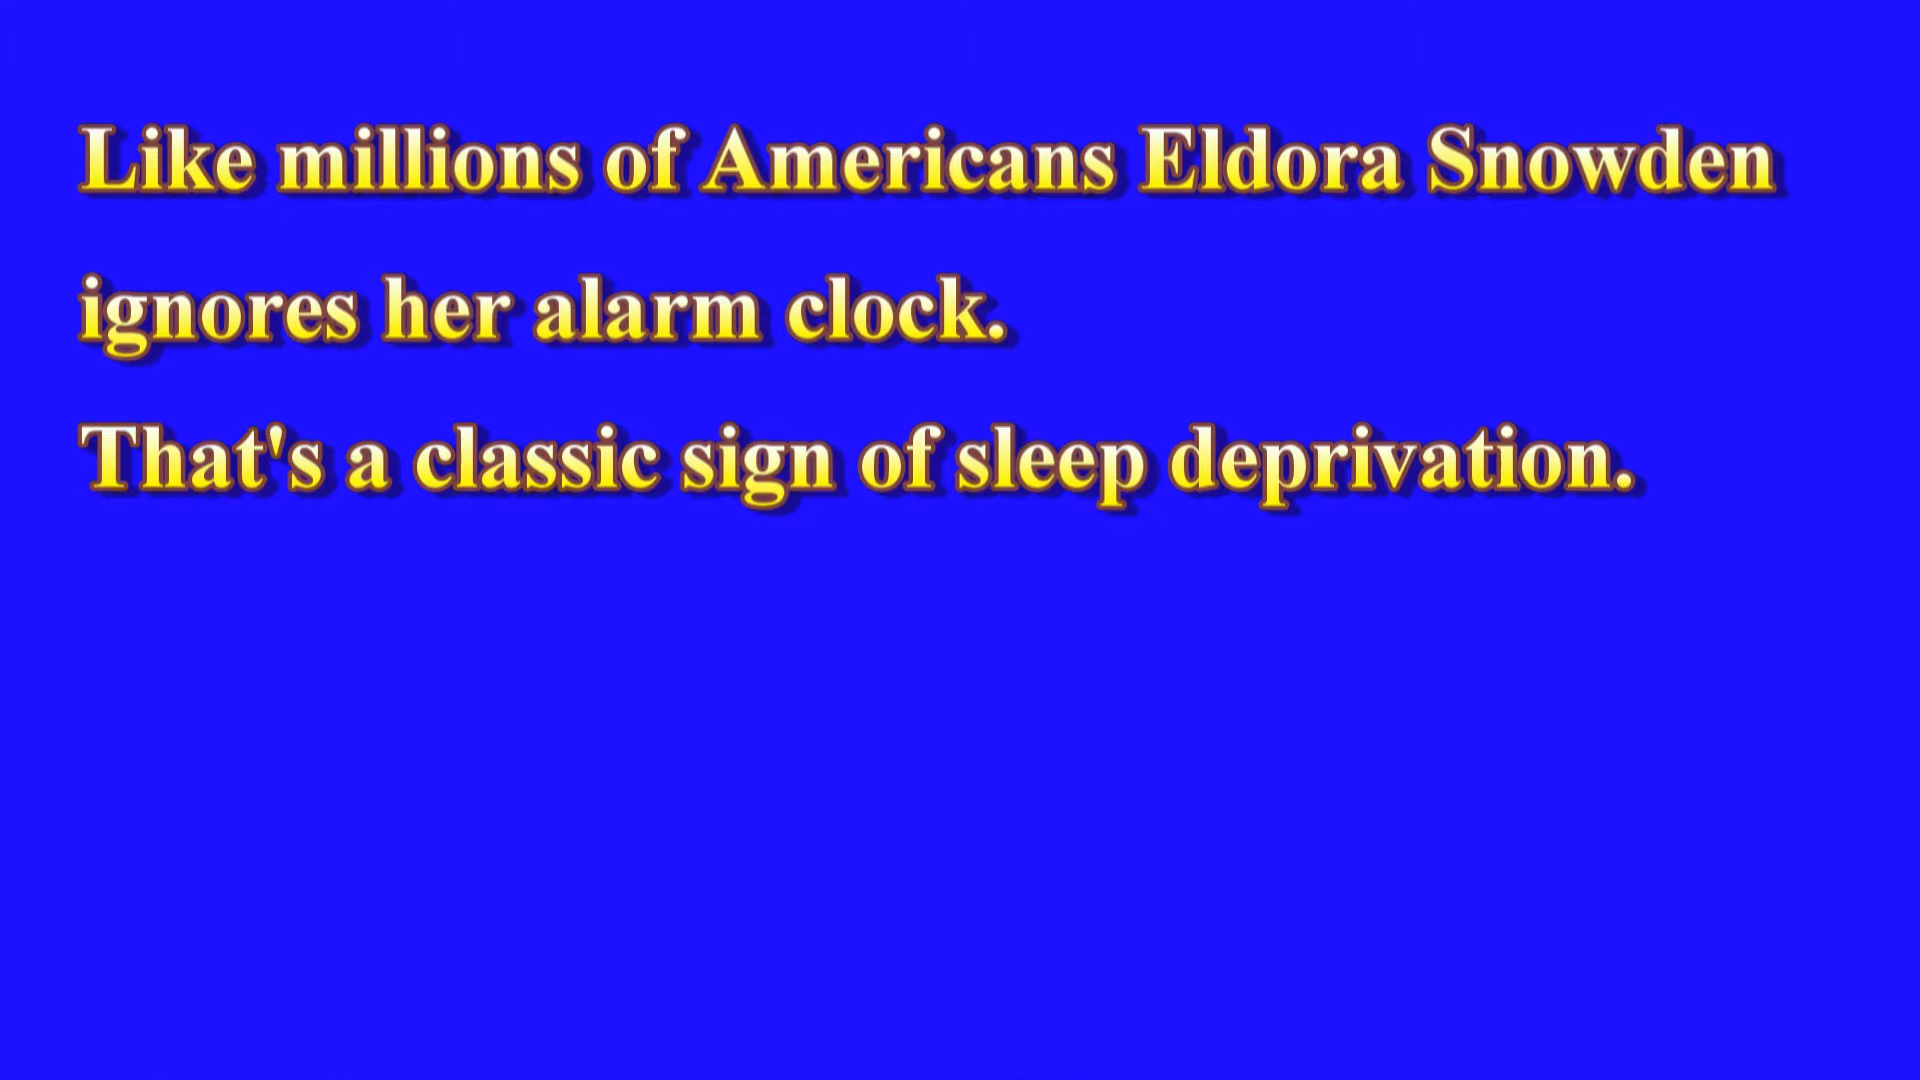 Like millions of Americans Eldora Snowden
ignores her alarm clock.
That's a classic sign of sleep deprivation.